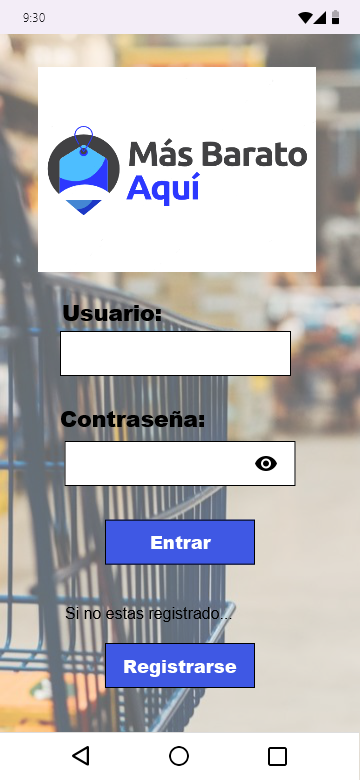 9:30
Más Barato
Aquí
Usuario:
Contraseña:
Entrar
Si no estas registrado...
Registrarse